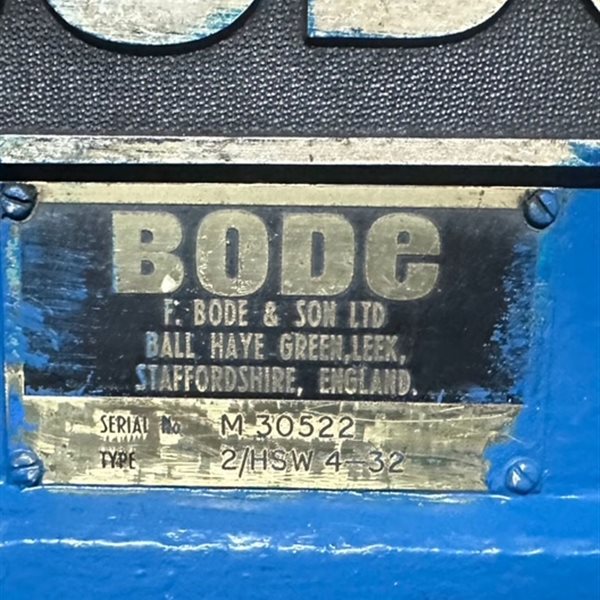 BODe
F. BODE & SON LTD
BALL HAYE GREEN, LEEK,
STAFFORDSHIRE, ENGLAND.
SERIAL No. M 30522
TYPE 2/HSW 4-32